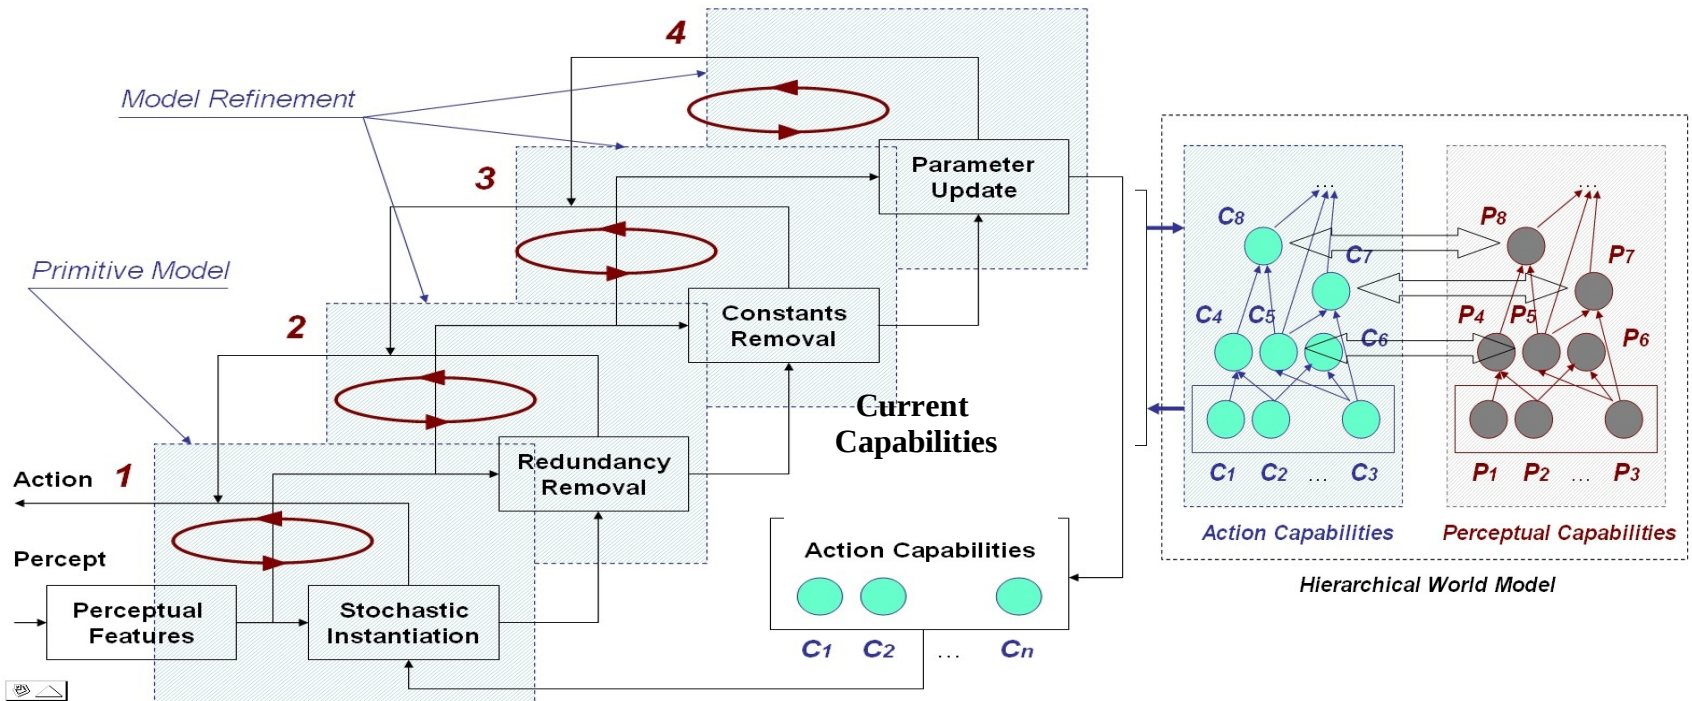 4
Model Refinement
Parameter
Update
3
Primitive Model
Constants
Removal
2
Current
Capabilities
Redundancy
Removal
Action
1
Percept
Perceptual
Features
Stochastic
Instantiation
Action Capabilities
C1 C2 ... Cn
...
C8
C7
C4 C5
C6
C1 C2 ... C3
Action Capabilities
...
P8
P7
P4 P5
P6
P1 P2 ... P3
Perceptual Capabilities
Hierarchical World Model